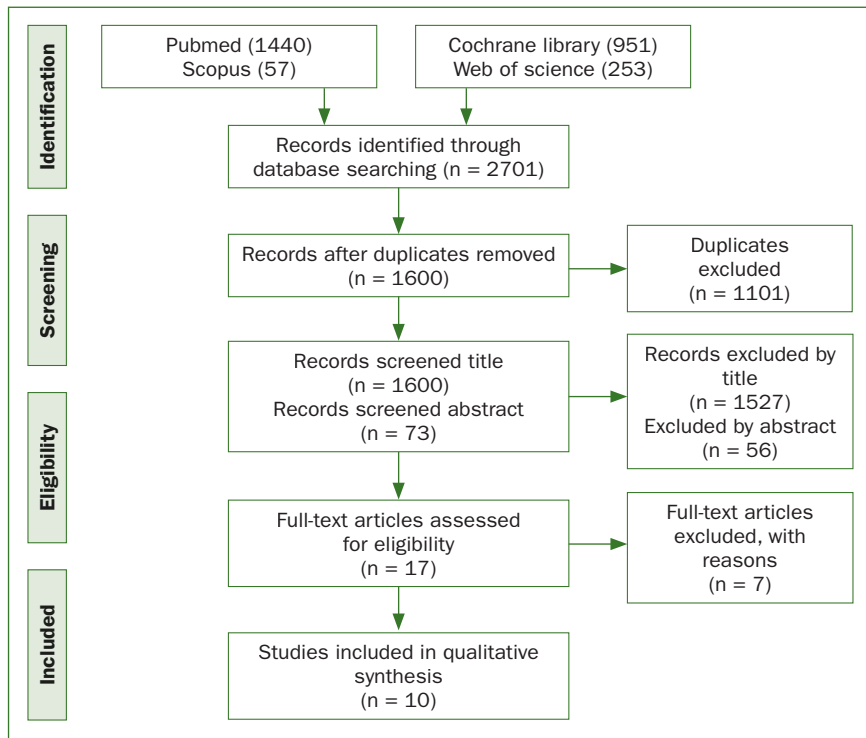 Identification
Pubmed (1440)
Scopus (57)
Cochrane library (951)
Web of science (253)
Records identified through
database searching (n = 2701)
Screening
Records after duplicates removed
(n = 1600)
Duplicates
excluded
(n = 1101)
Records screened title
(n = 1600)
Records screened abstract
(n = 73)
Records excluded by
title
(n = 1527)
Excluded by abstract
(n = 56)
Eligibility
Full-text articles assessed
for eligibility
(n = 17)
Full-text articles
excluded, with
reasons
(n = 7)
Included
Studies included in qualitative
synthesis
(n = 10)